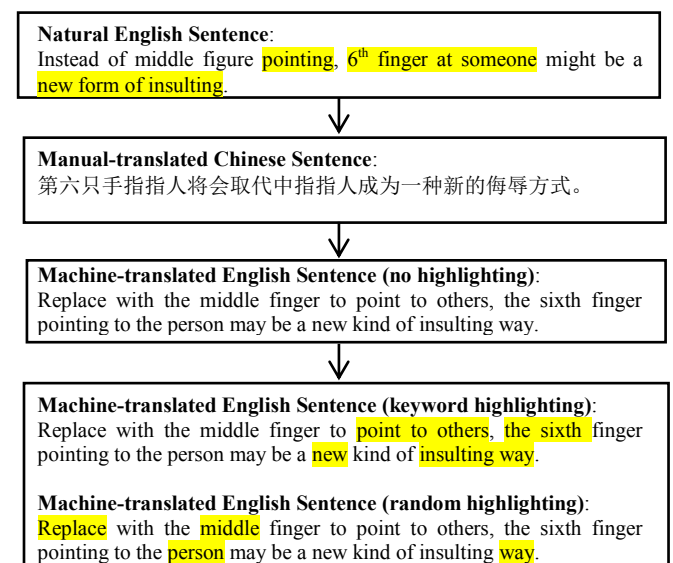 Natural English Sentence:
Instead of middle figure pointing, 6th finger at someone might be a
new form of insulting.
Manual-translated Chinese Sentence:
第六只手指指人将会取代中指指人成为一种新的侮辱方式。
Machine-translated English Sentence (no highlighting):
Replace with the middle finger to point to others, the sixth finger
pointing to the person may be a new kind of insulting way.
Machine-translated English Sentence (keyword highlighting):
Replace with the middle finger to point to others, the sixth finger
pointing to the person may be a new kind of insulting way.
Machine-translated English Sentence (random highlighting):
Replace with the middle finger to point to others, the sixth finger
pointing to the person may be a new kind of insulting way.